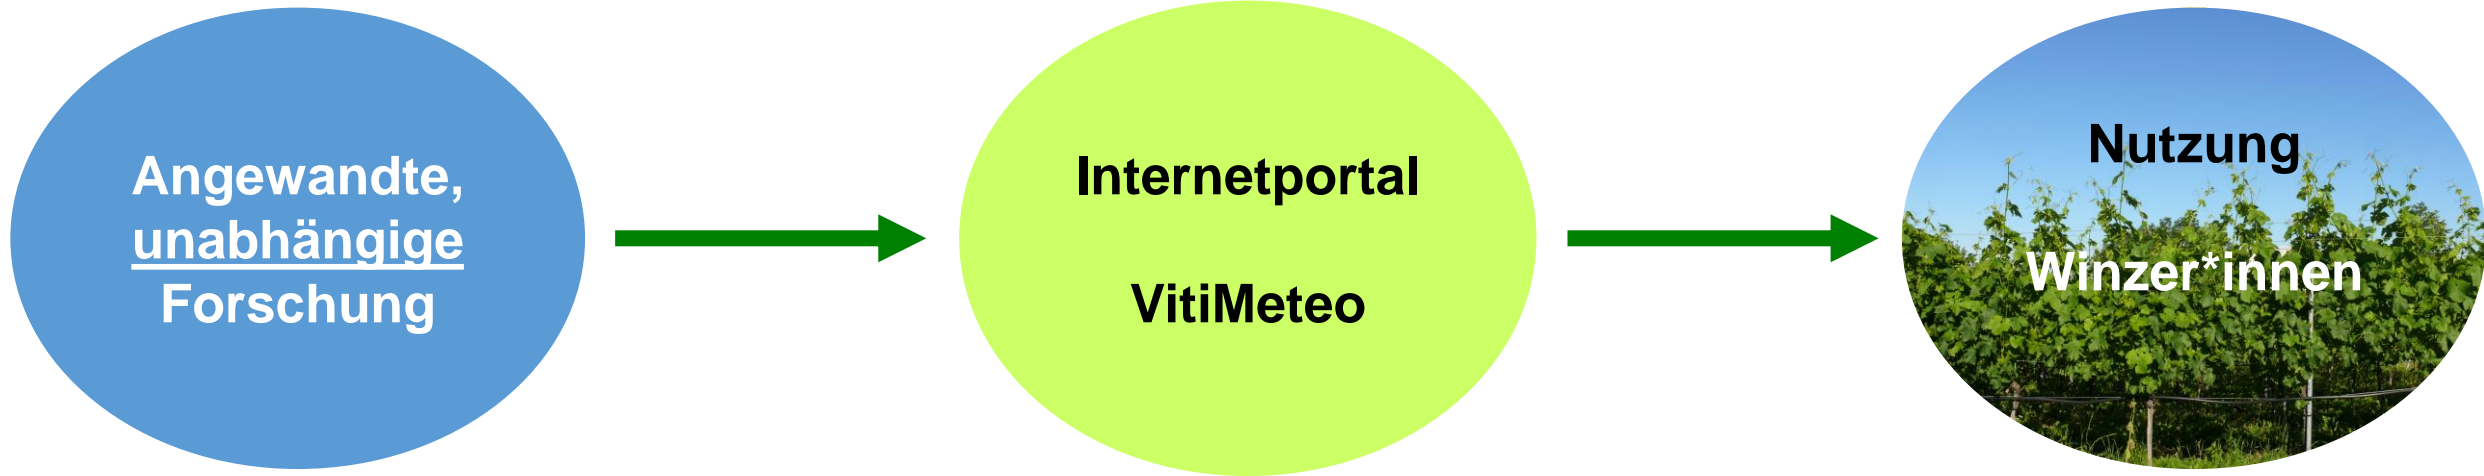 Angewandte,
unabhängige
Forschung
Internetportal
VitiMeteo
Nutzung
Winzer*innen